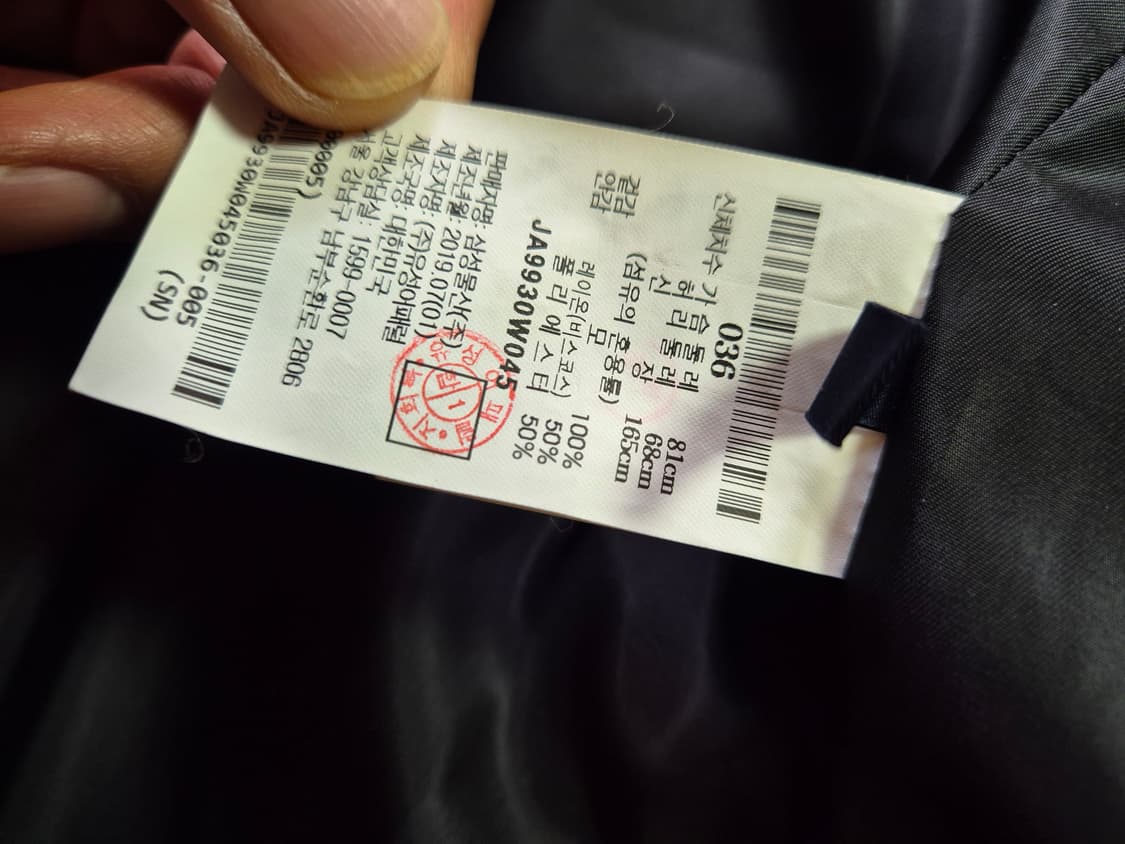 036
신체치수 가슴둘레 81cm
허리둘레 68cm
신 장 165cm
(섬유의 혼용률)
겉감 모 100%
안감 레이온(비스코스) 50%
폴리에스터 50%
JA9930W045
판매자명: 삼성물산(주)
제조년월: 2019.07(01)
제조자명: (주)유성어패럴
제조국명: 대한민국
고객상담실: 1599-0007
서울 강남구 남부순환로 2806
0005)
JA9930W045036-005
(SN)